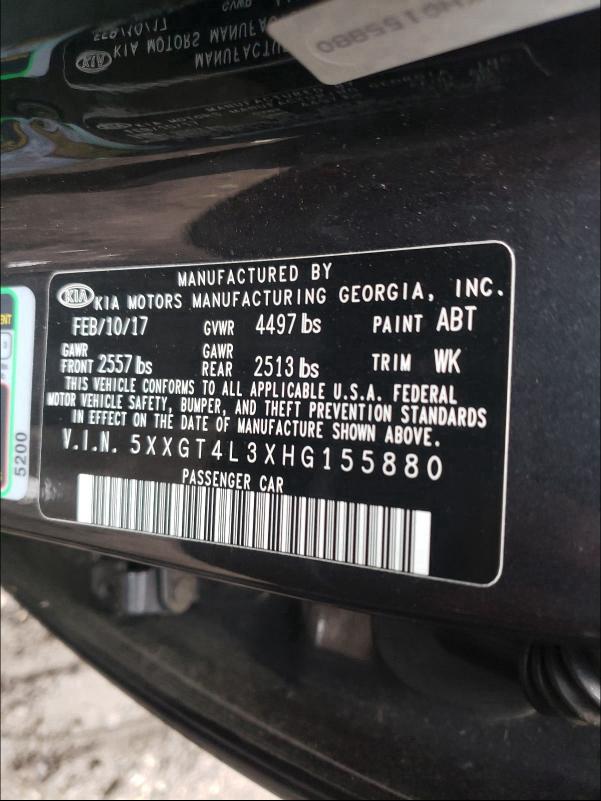 MANUFACTURED BY
KIA KIA MOTORS MANUFACTURING GEORGIA, INC.
FEB/10/17 GVWR 4497 lbs PAINT ABT
GAWR FRONT 2557 lbs GAWR REAR 2513 lbs TRIM WK
THIS VEHICLE CONFORMS TO ALL APPLICABLE U.S.A. FEDERAL
MOTOR VEHICLE SAFETY, BUMPER, AND THEFT PREVENTION STANDARDS
IN EFFECT ON THE DATE OF MANUFACTURE SHOWN ABOVE.
V.I.N. 5XXGT4L3XHG155880
PASSENGER CAR
5200